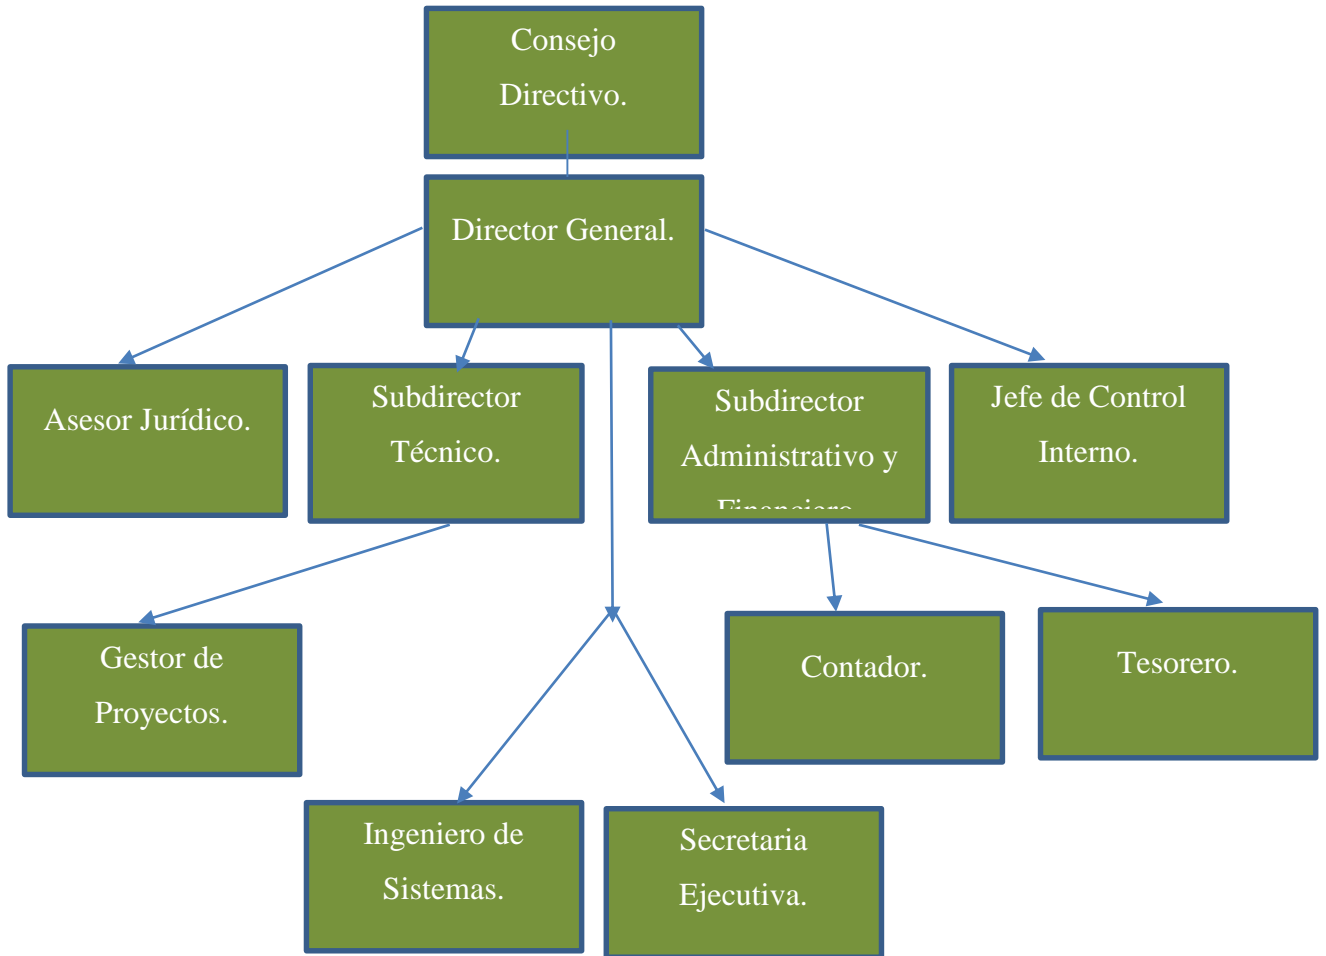 Consejo
Directivo.
Director General.
Asesor Jurídico.
Subdirector
Técnico.
Subdirector
Administrativo y
Financiero
Jefe de Control
Interno.
Gestor de
Proyectos.
Contador.
Tesorero.
Ingeniero de
Sistemas.
Secretaria
Ejecutiva.